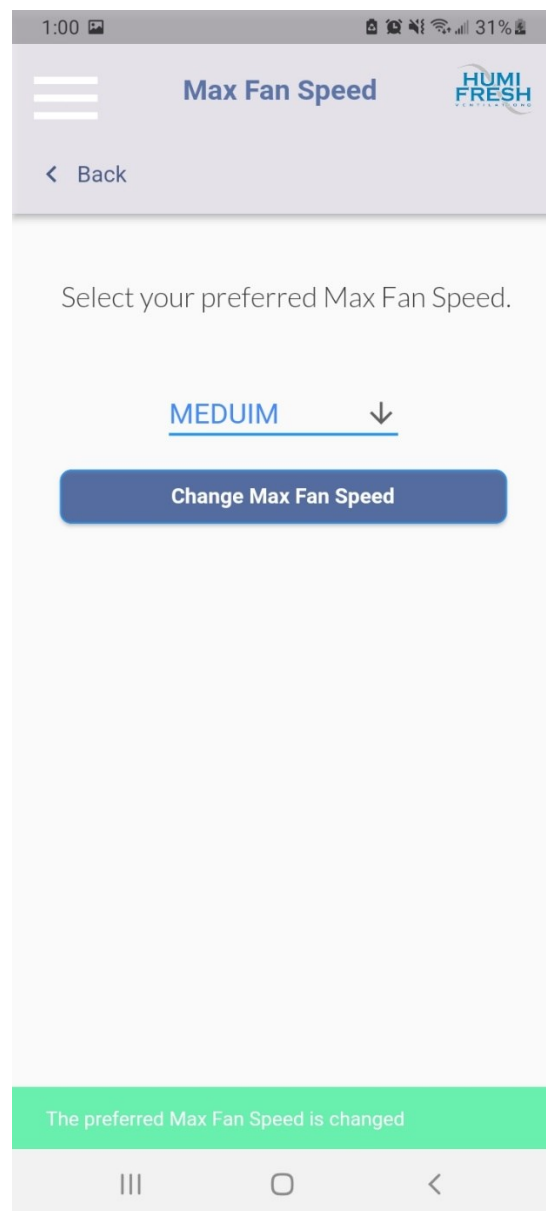 1:00 31%
Max Fan Speed
HUMI
FRESH
VENTILATIONS
Back
Select your preferred Max Fan Speed.
MEDUIM
Change Max Fan Speed
The preferred Max Fan Speed is changed